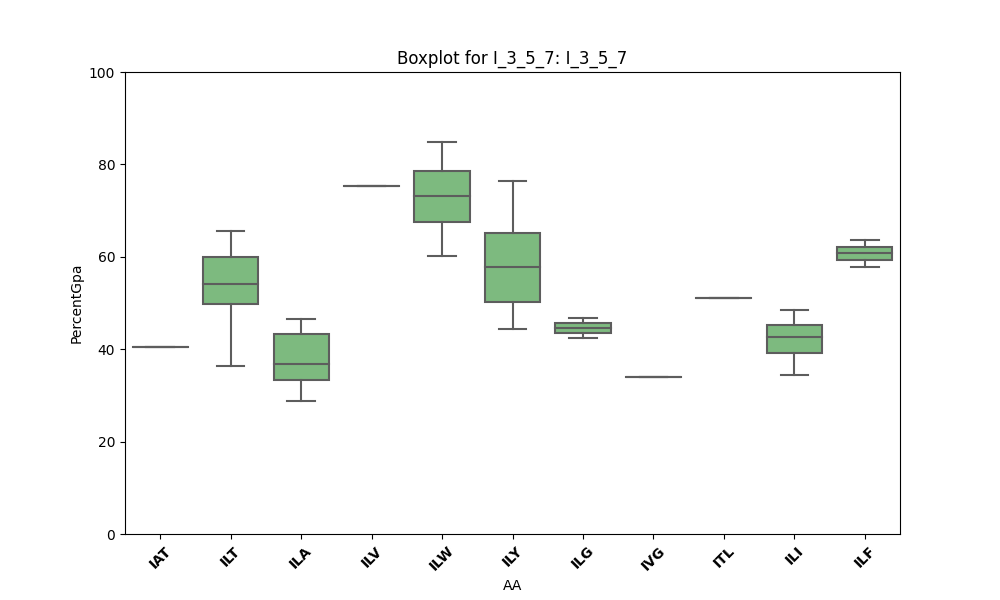 Boxplot for I_3_5_7: I_3_5_7
100
80
60
40
20
0
PercentGpa
IAT ILT ILA ILV ILW ILY ILG IVG ITL ILI ILF
AA